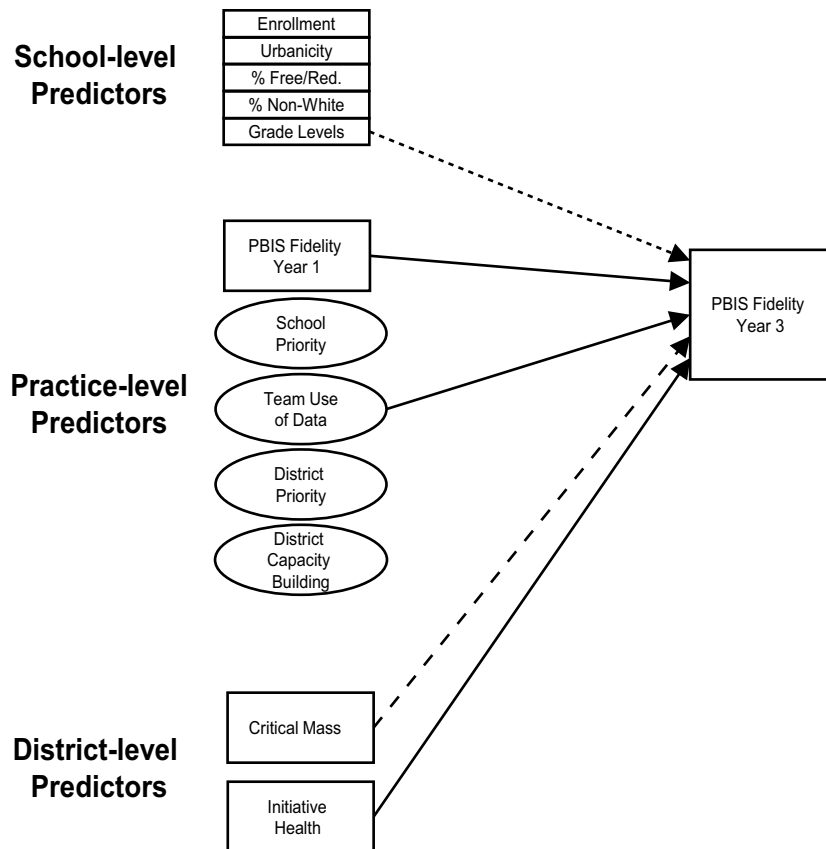 School-level
Predictors
Enrollment
Urbanicity
% Free/Red.
% Non-White
Grade Levels
Practice-level
Predictors
PBIS Fidelity
Year 1
School
Priority
Team Use
of Data
District
Priority
District
Capacity
Building
PBIS Fidelity
Year 3
District-level
Predictors
Critical Mass
Initiative
Health